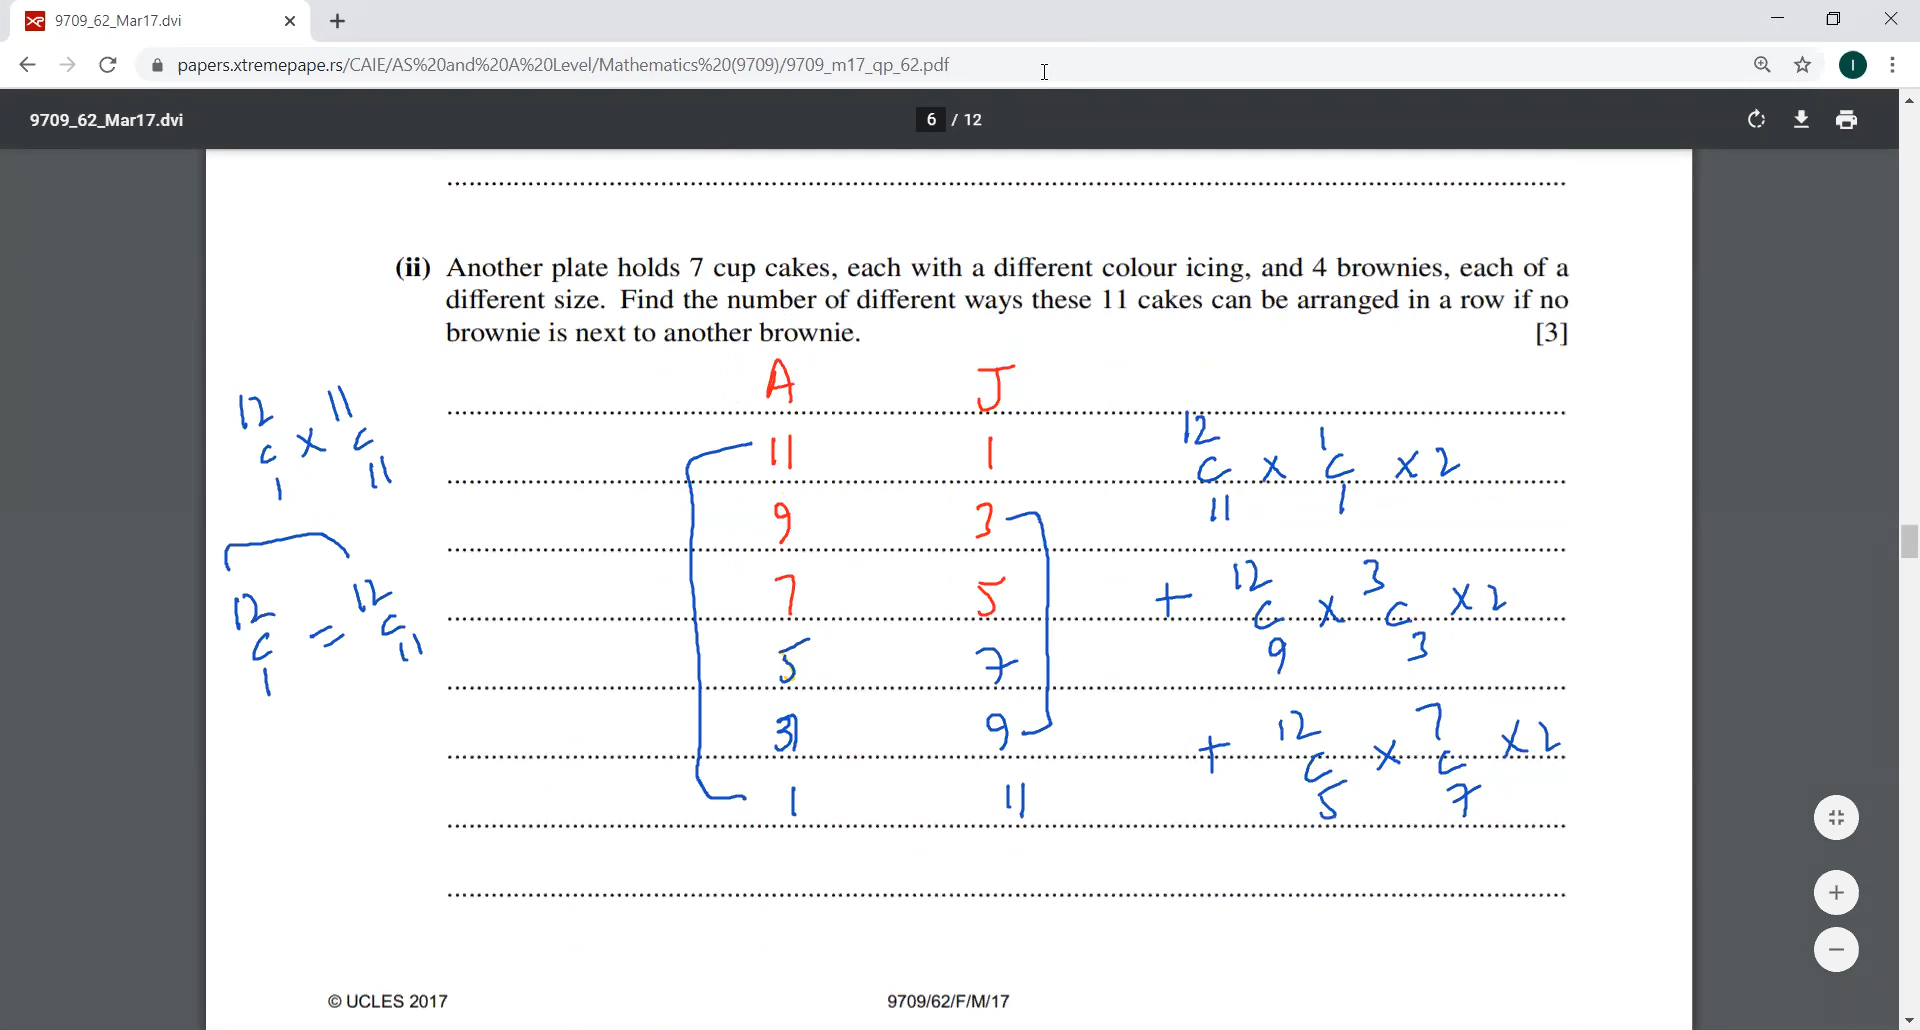 9709_62_Mar17.dvi
papers.xtremepape.rs/CAIE/AS%20and%20A%20Level/Mathematics%20(9709)/9709_m17_qp_62.pdf
I
9709_62_Mar17.dvi
6 / 12
(ii) Another plate holds 7 cup cakes, each with a different colour icing, and 4 brownies, each of a
different size. Find the number of different ways these 11 cakes can be arranged in a row if no
brownie is next to another brownie. [3]
A J
11 1
9 3
7 5
5 7
3 9
1 11
12 C 1 x 11 C 11
12 C 1 = 12 C 11
12 C 11 x 1 C 1 x 2
+ 12 C 9 x 3 C 3 x 2
+ 12 C 5 x 7 C 7 x 2
© UCLES 2017 9709/62/F/M/17